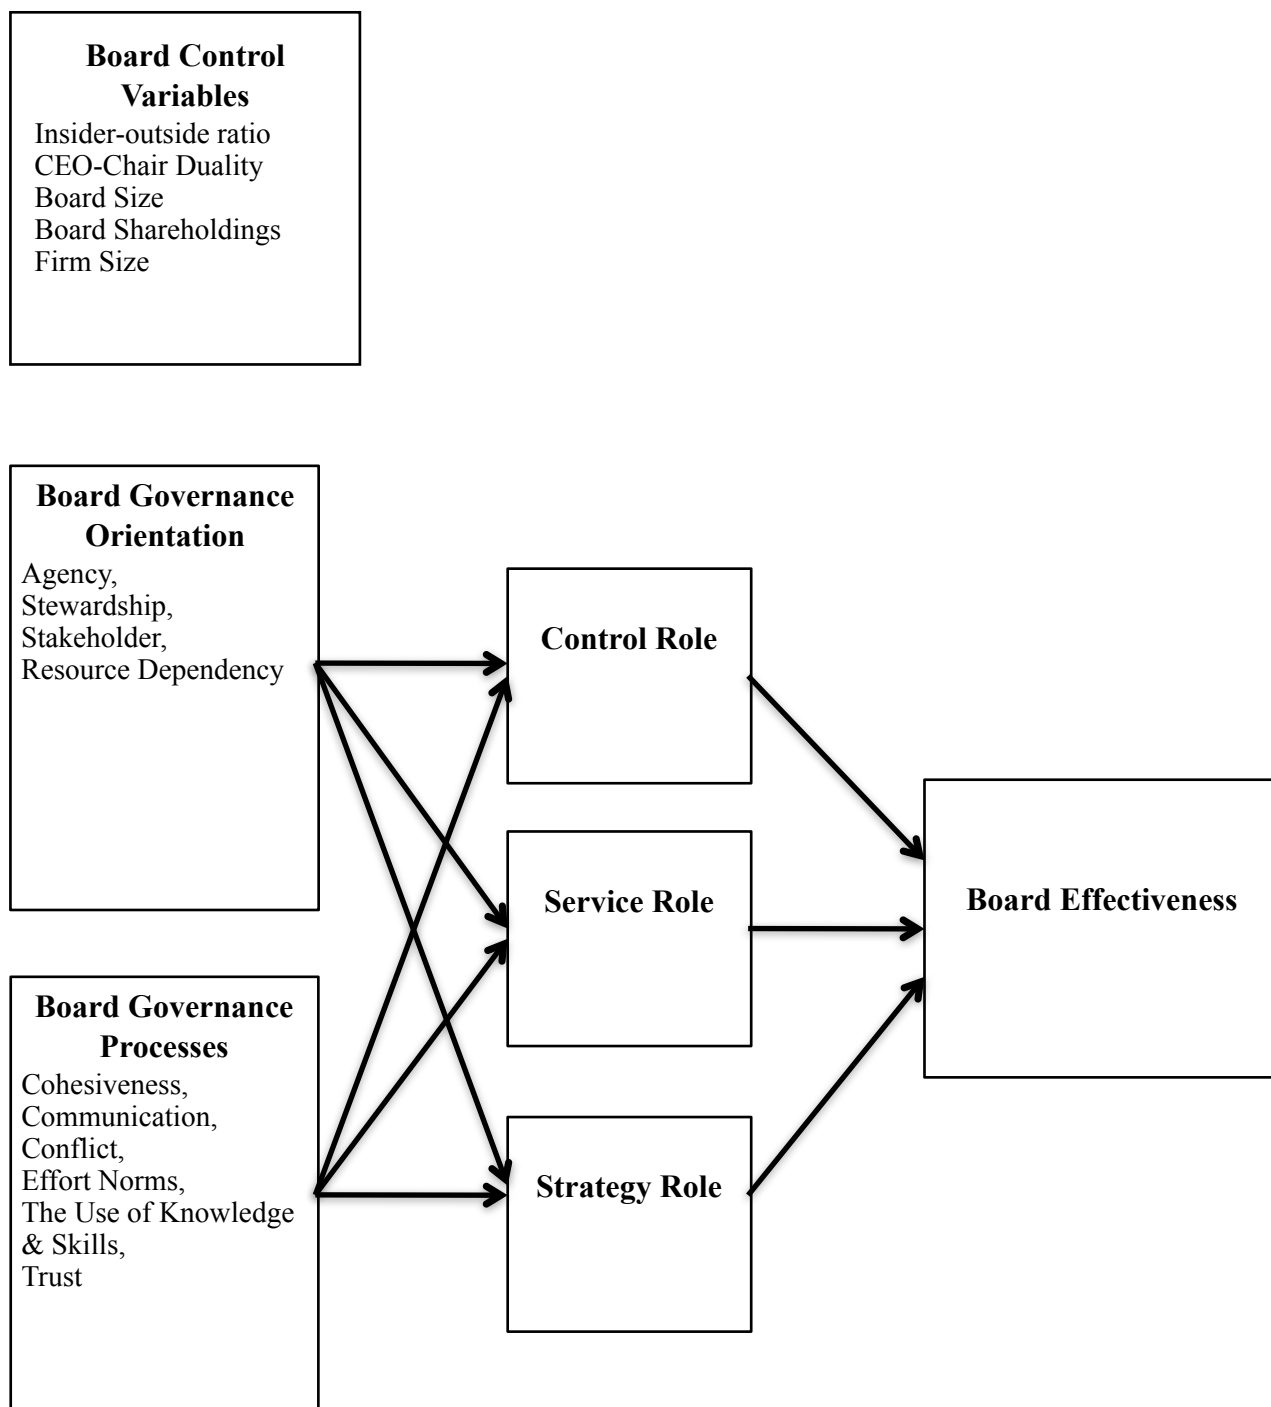 Board Control
Variables
Insider-outside ratio
CEO-Chair Duality
Board Size
Board Shareholdings
Firm Size
Board Governance
Orientation
Agency,
Stewardship,
Stakeholder,
Resource Dependency
Control Role
Service Role
Board Effectiveness
Board Governance
Processes
Cohesiveness,
Communication,
Conflict,
Effort Norms,
The Use of Knowledge
& Skills,
Trust
Strategy Role